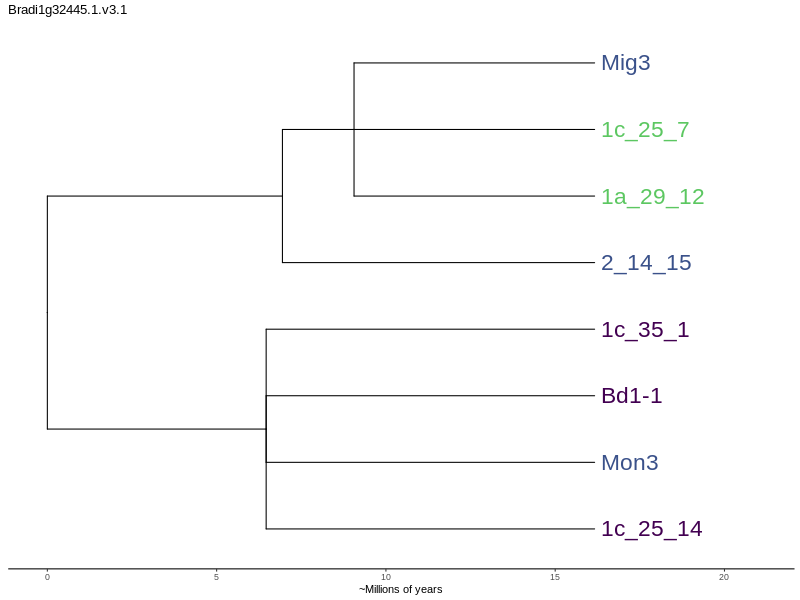 Bradi1g32445.1.v3.1
Mig3
1c_25_7
1a_29_12
2_14_15
1c_35_1
Bd1-1
Mon3
1c_25_14
0 5 10 15 20
~Millions of years